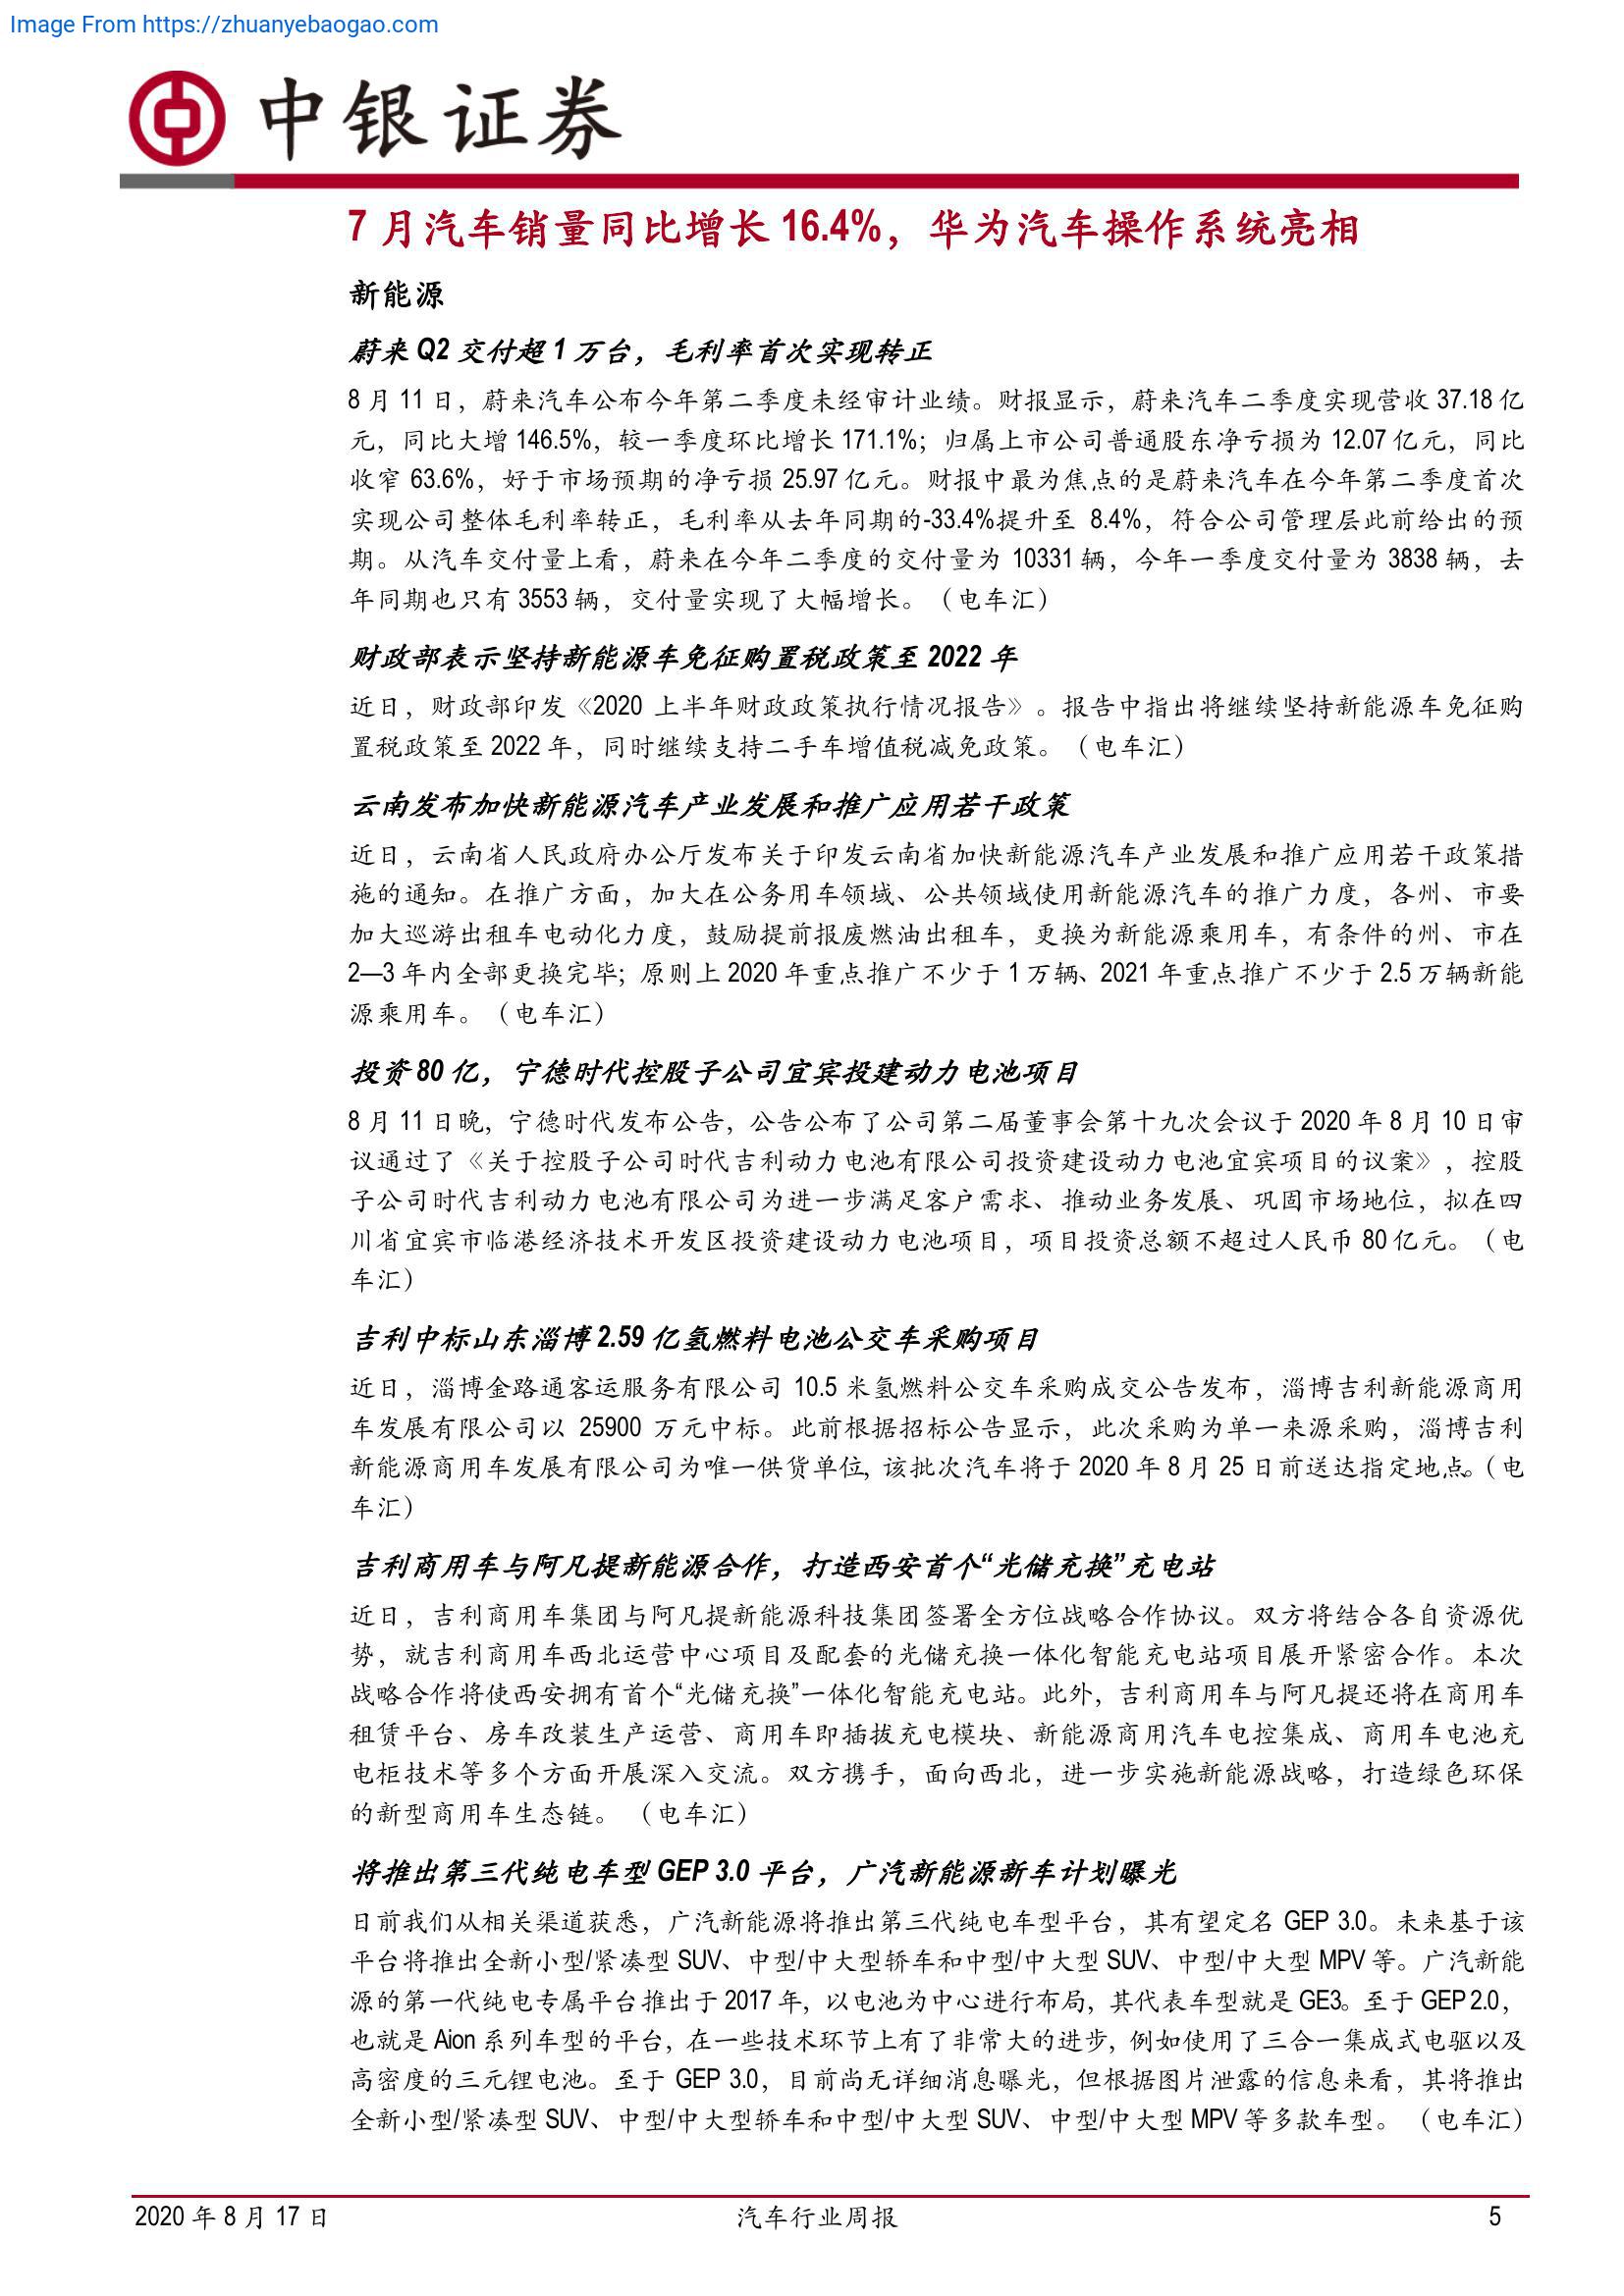 Image From https://zhuanyebaogao.com
中银证券
7 月汽车销量同比增长 16.4%，华为汽车操作系统亮相
新能源
蔚来 Q2 交付超 1 万台，毛利率首次实现转正
8 月 11 日，蔚来汽车公布今年第二季度未经审计业绩。财报显示，蔚来汽车二季度实现营收 37.18 亿
元，同比大增 146.5%，较一季度环比增长 171.1%；归属上市公司普通股东净亏损为 12.07 亿元，同比
收窄 63.6%，好于市场预期的净亏损 25.97 亿元。财报中最为焦点的是蔚来汽车在今年第二季度首次
实现公司整体毛利率转正，毛利率从去年同期的-33.4%提升至 8.4%，符合公司管理层此前给出的预
期。从汽车交付量上看，蔚来在今年二季度的交付量为 10331 辆，今年一季度交付量为 3838 辆，去
年同期也只有 3553 辆，交付量实现了大幅增长。（电车汇）
财政部表示坚持新能源车免征购置税政策至 2022 年
近日，财政部印发《2020 上半年财政政策执行情况报告》。报告中指出将继续坚持新能源车免征购
置税政策至 2022 年，同时继续支持二手车增值税减免政策。（电车汇）
云南发布加快新能源汽车产业发展和推广应用若干政策
近日，云南省人民政府办公厅发布关于印发云南省加快新能源汽车产业发展和推广应用若干政策措
施的通知。在推广方面，加大在公务用车领域、公共领域使用新能源汽车的推广力度，各州、市要
加大巡游出租车电动化力度，鼓励提前报废燃油出租车，更换为新能源乘用车，有条件的州、市在
2—3 年内全部更换完毕；原则上 2020 年重点推广不少于 1 万辆、2021 年重点推广不少于 2.5 万辆新能
源乘用车。（电车汇）
投资 80 亿，宁德时代控股子公司宜宾投建动力电池项目
8 月 11 日晚，宁德时代发布公告，公告公布了公司第二届董事会第十九次会议于 2020 年 8 月 10 日审
议通过了《关于控股子公司时代吉利动力电池有限公司投资建设动力电池宜宾项目的议案》，控股
子公司时代吉利动力电池有限公司为进一步满足客户需求、推动业务发展、巩固市场地位，拟在四
川省宜宾市临港经济技术开发区投资建设动力电池项目，项目投资总额不超过人民币 80 亿元。（电
车汇）
吉利中标山东淄博 2.59 亿氢燃料电池公交车采购项目
近日，淄博金路通客运服务有限公司 10.5 米氢燃料公交车采购成交公告发布，淄博吉利新能源商用
车发展有限公司以 25900 万元中标。此前根据招标公告显示，此次采购为单一来源采购，淄博吉利
新能源商用车发展有限公司为唯一供货单位，该批次汽车将于 2020 年 8 月 25 日前送达指定地点。（电
车汇）
吉利商用车与阿凡提新能源合作，打造西安首个“光储充换”充电站
近日，吉利商用车集团与阿凡提新能源科技集团签署全方位战略合作协议。双方将结合各自资源优
势，就吉利商用车西北运营中心项目及配套的光储充换一体化智能充电站项目展开紧密合作。本次
战略合作将使西安拥有首个“光储充换”一体化智能充电站。此外，吉利商用车与阿凡提还将在商用车
租赁平台、房车改装生产运营、商用车即插拔充电模块、新能源商用汽车电控集成、商用车电池充
电柜技术等多个方面开展深入交流。双方携手，面向西北，进一步实施新能源战略，打造绿色环保
的新型商用车生态链。（电车汇）
将推出第三代纯电车型 GEP 3.0 平台，广汽新能源新车计划曝光
日前我们从相关渠道获悉，广汽新能源将推出第三代纯电车型平台，其有望定名 GEP 3.0。未来基于该
平台将推出全新小型/紧凑型 SUV、中型/中大型轿车和中型/中大型 SUV、中型/中大型 MPV 等。广汽新能
源的第一代纯电专属平台推出于 2017 年，以电池为中心进行布局，其代表车型就是 GE3。至于 GEP 2.0，
也就是 Aion 系列车型的平台，在一些技术环节上有了非常大的进步，例如使用了三合一集成式电驱以及
高密度的三元锂电池。至于 GEP 3.0，目前尚无详细消息曝光，但根据图片泄露的信息来看，其将推出
全新小型/紧凑型 SUV、中型/中大型轿车和中型/中大型 SUV、中型/中大型 MPV 等多款车型。（电车汇）
2020 年 8 月 17 日
汽车行业周报
5